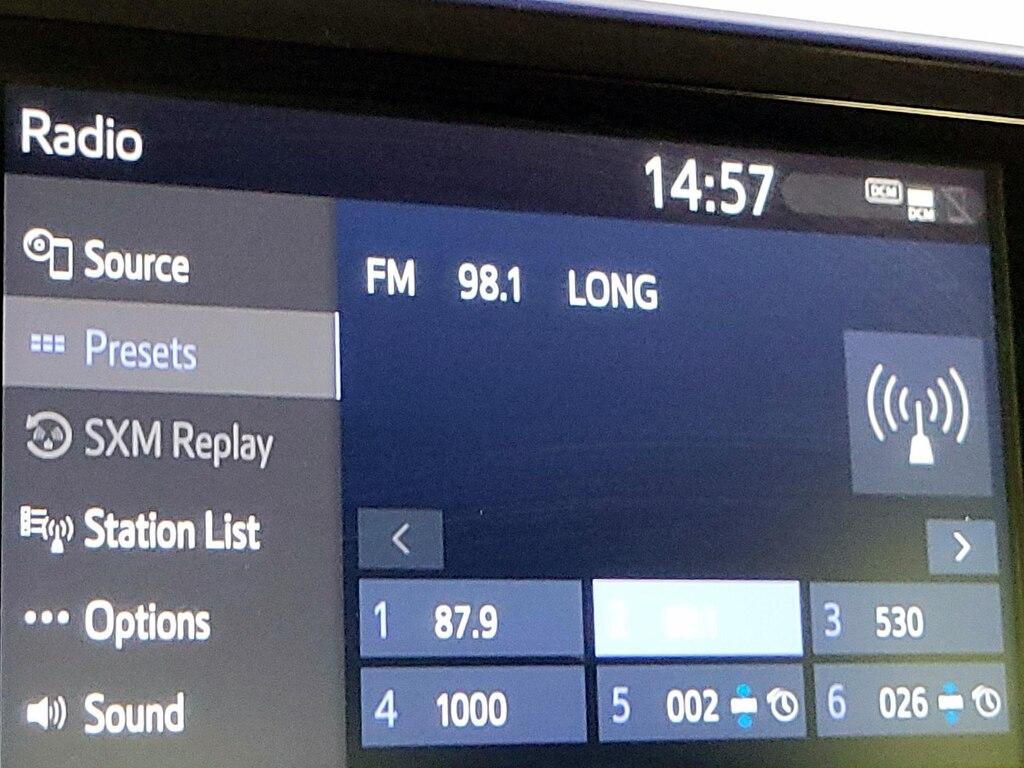 Radio
14:57
DCM
DCM
Source
Presets
SXM Replay
Station List
Options
Sound
FM 98.1 LONG
1 87.9
2
3 530
4 1000
5 002
6 026